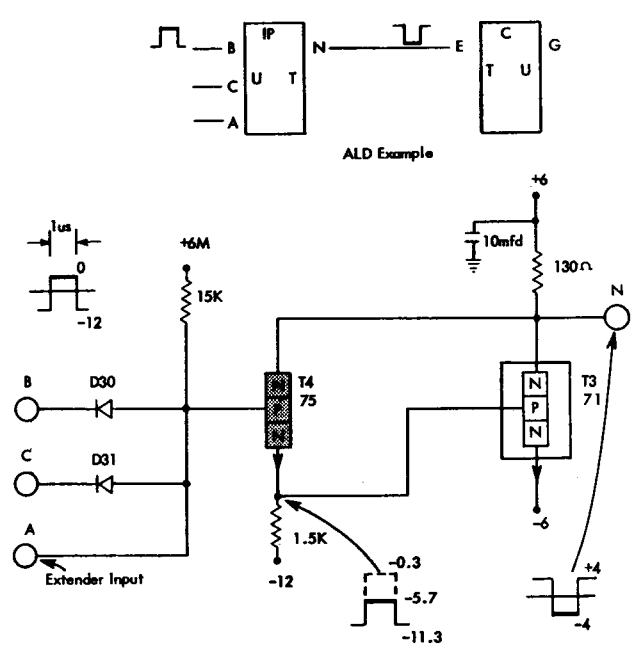 IP
B N E C G
C U T T U
A
ALD Example
+6
1us
+6M
10mfd
0
15K
130Ω
N
-12
B D30
N
P
N
T4
75
N
P
N
T3
71
C D31
A
1.5K
-6
Extender Input
-12
-0.3
-5.7
-11.3
+4
-4